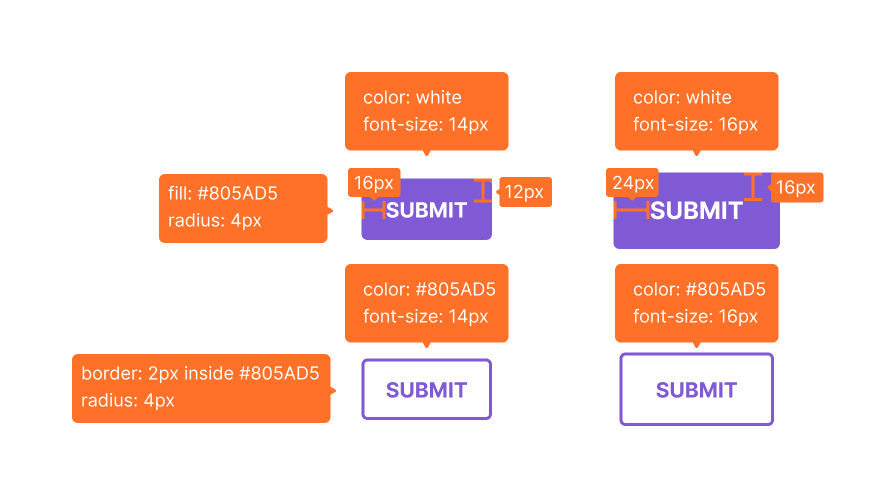 color: white
font-size: 14px
color: white
font-size: 16px
fill: #805AD5
radius: 4px
16px
SUBMIT
12px
24px
SUBMIT
16px
color: #805AD5
font-size: 14px
color: #805AD5
font-size: 16px
border: 2px inside #805AD5
radius: 4px
SUBMIT
SUBMIT